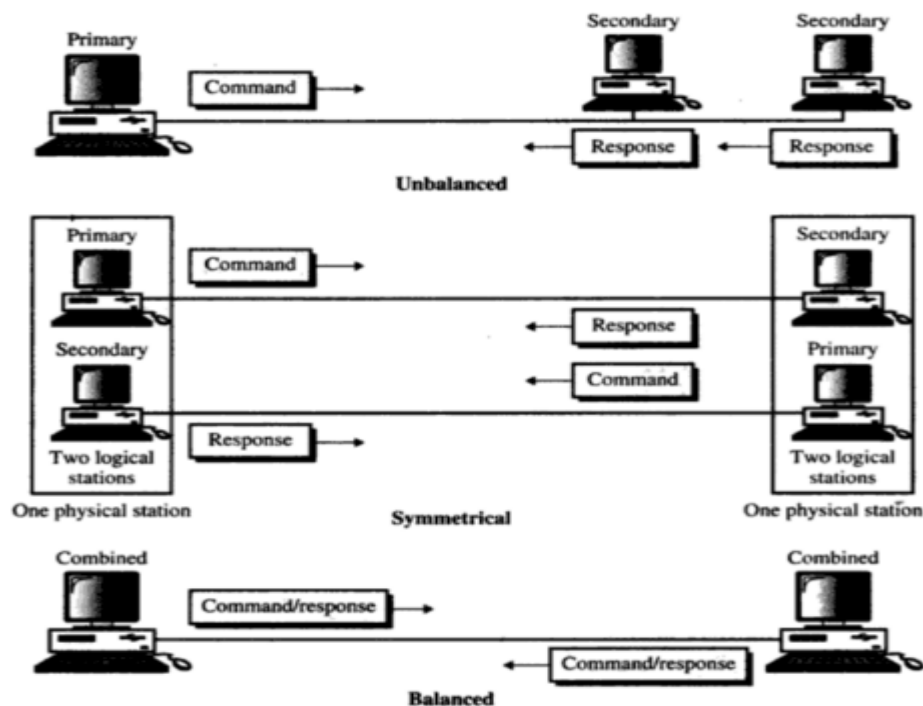 Primary
Secondary
Secondary
Command
Response
Response
Unbalanced
Primary
Secondary
Command
Response
Secondary
Primary
Command
Response
Two logical
stations
Two logical
stations
One physical station
One physical station
Symmetrical
Combined
Combined
Command/response
Command/response
Balanced